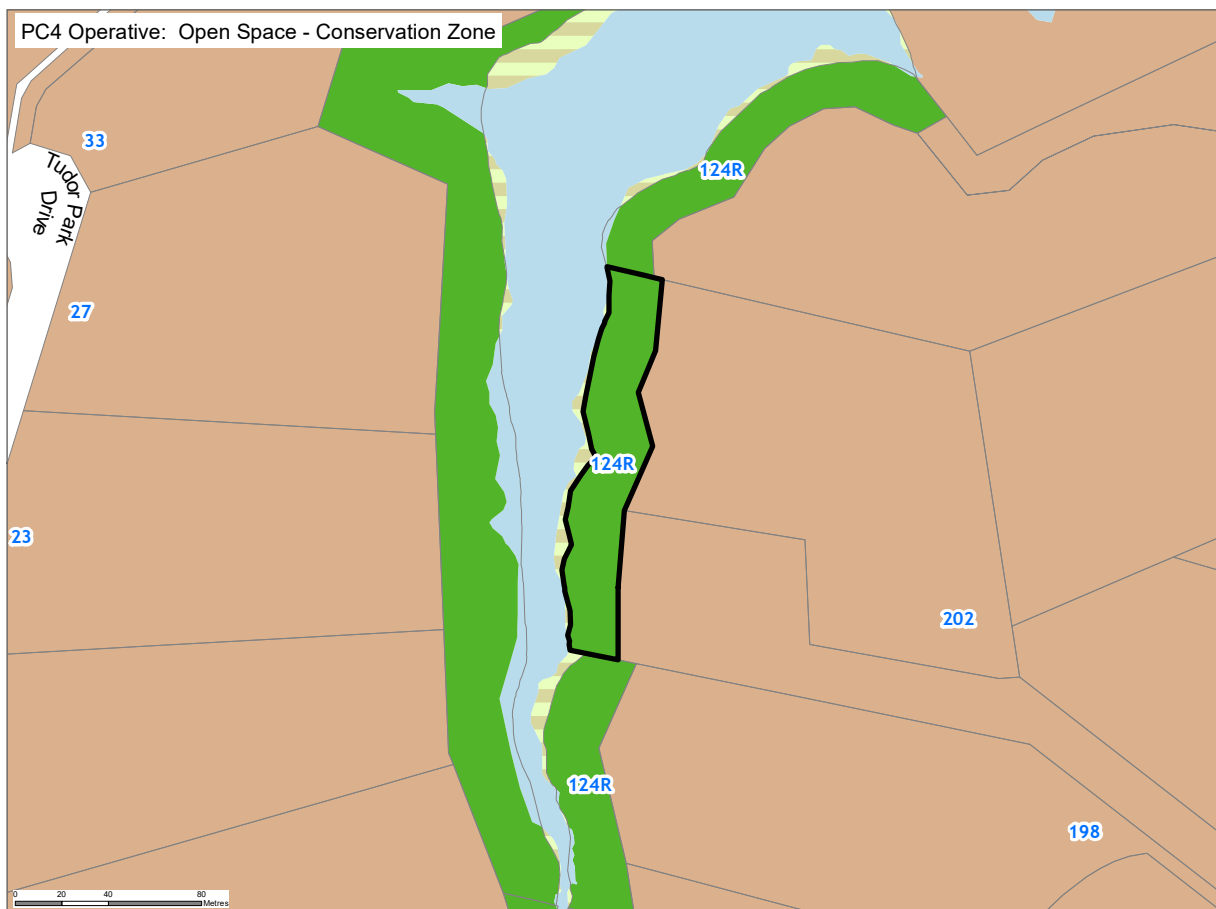 PC4 Operative: Open Space - Conservation Zone
33
Tudor Park
Drive
124R
27
124R
23
202
124R
198
0 20 40 80
Metres